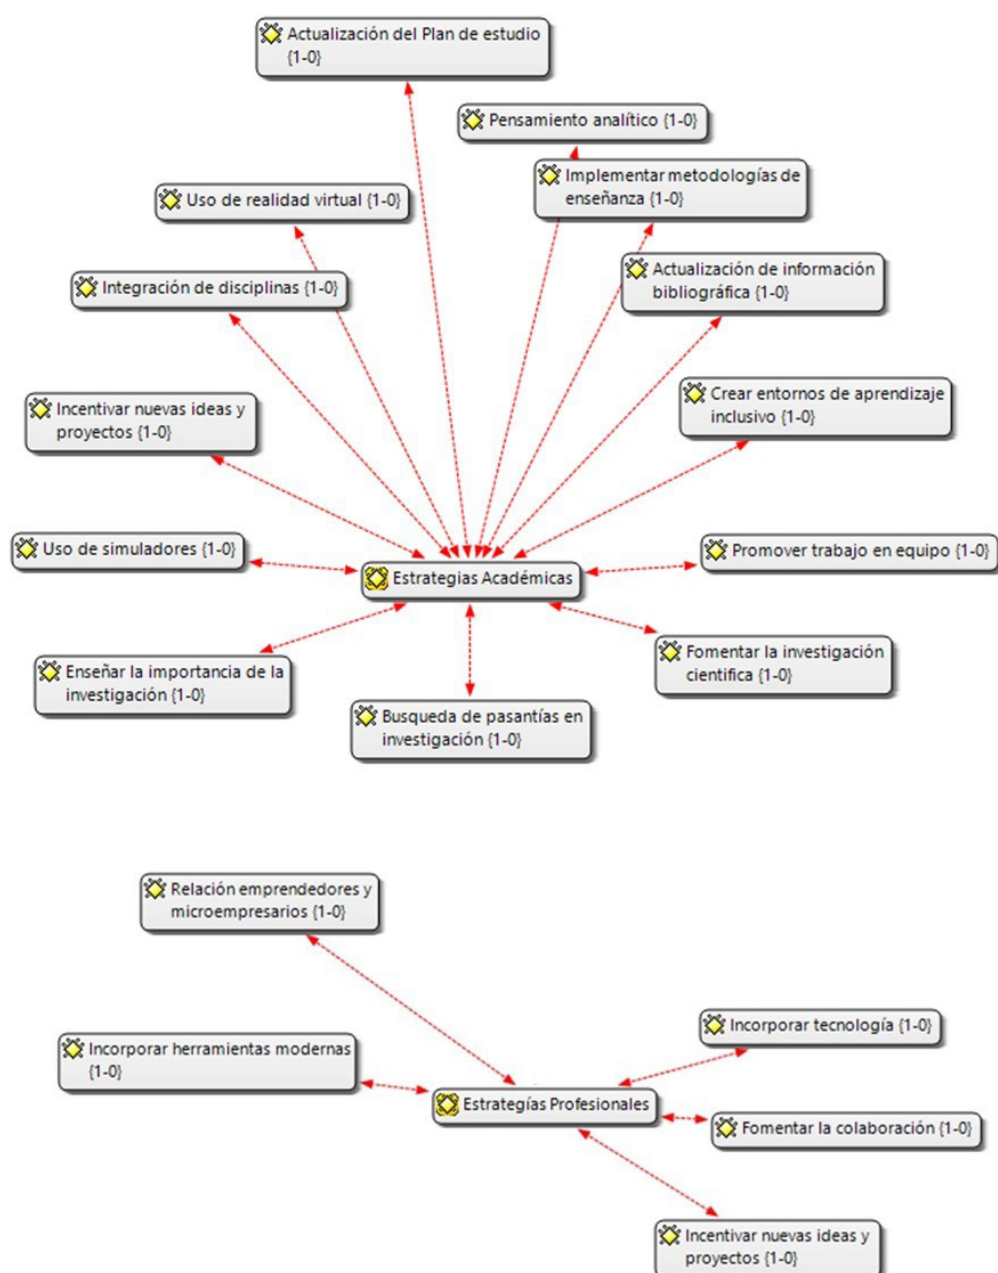 Actualización del Plan de estudio
{1-0}
Pensamiento analítico {1-0}
Implementar metodologías de
enseñanza {1-0}
Uso de realidad virtual {1-0}
Actualización de información
bibliográfica {1-0}
Integración de disciplinas {1-0}
Crear entornos de aprendizaje
inclusivo {1-0}
Incentivar nuevas ideas y
proyectos {1-0}
Uso de simuladores {1-0}
Promover trabajo en equipo {1-0}
Estrategias Académicas
Enseñar la importancia de la
investigación {1-0}
Fomentar la investigación
cientifica {1-0}
Busqueda de pasantías en
investigación {1-0}
Relación emprendedores y
microempresarios {1-0}
Incorporar tecnología {1-0}
Incorporar herramientas modernas
{1-0}
Estrategías Profesionales
Fomentar la colaboración {1-0}
Incentivar nuevas ideas y
proyectos {1-0}